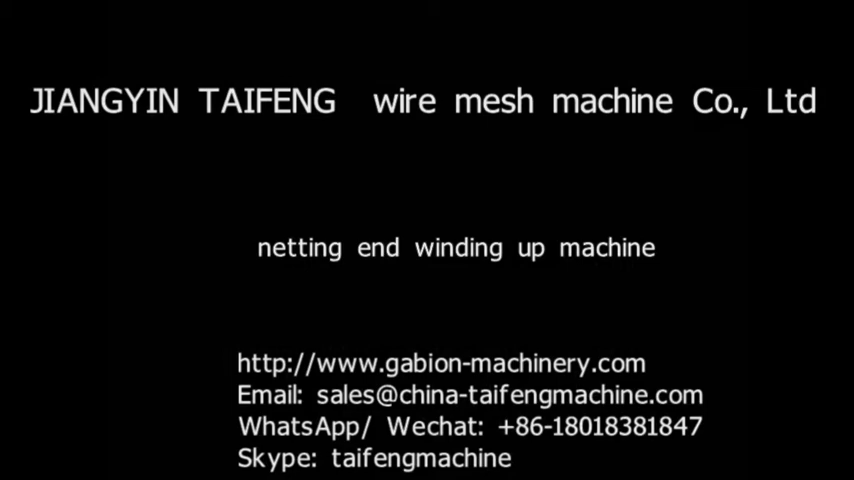 JIANGYIN TAIFENG wire mesh machine Co., Ltd
netting end winding up machine
http://www.gabion-machinery.com
Email: sales@china-taifengmachine.com
WhatsApp/ Wechat: +86-18018381847
Skype: taifengmachine